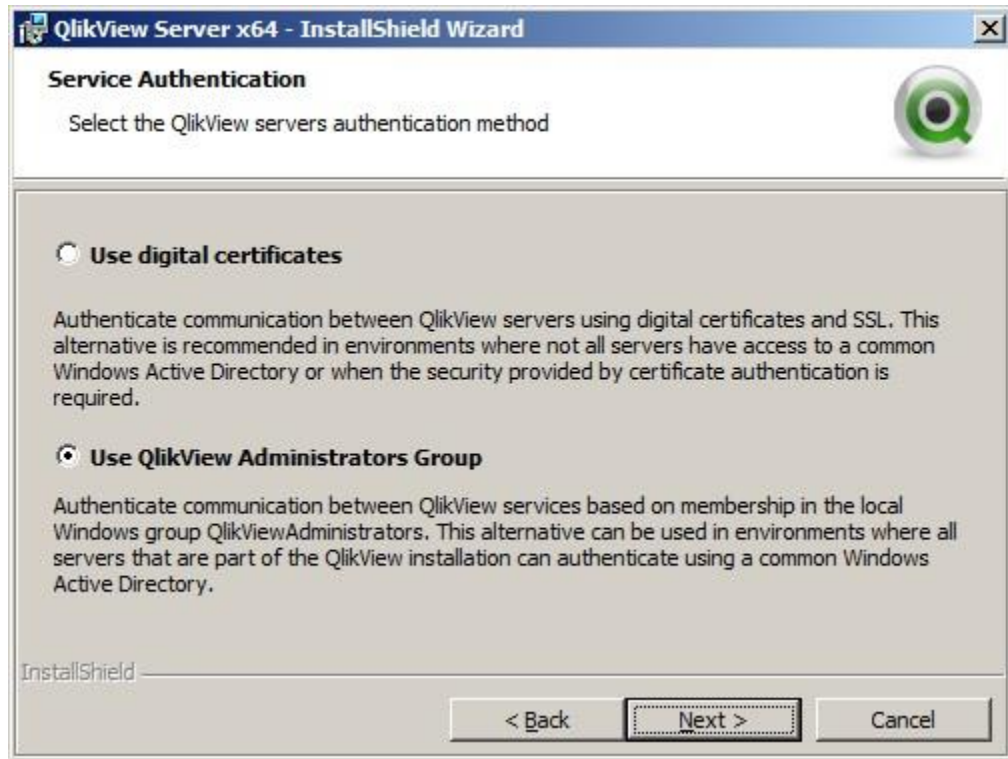 QlikView Server x64 - InstallShield Wizard
Service Authentication
Select the QlikView servers authentication method
Use digital certificates
Authenticate communication between QlikView servers using digital certificates and SSL. This
alternative is recommended in environments where not all servers have access to a common
Windows Active Directory or when the security provided by certificate authentication is
required.
Use QlikView Administrators Group
Authenticate communication between QlikView services based on membership in the local
Windows group QlikViewAdministrators. This alternative can be used in environments where all
servers that are part of the QlikView installation can authenticate using a common Windows
Active Directory.
InstallShield
< Back Next > Cancel